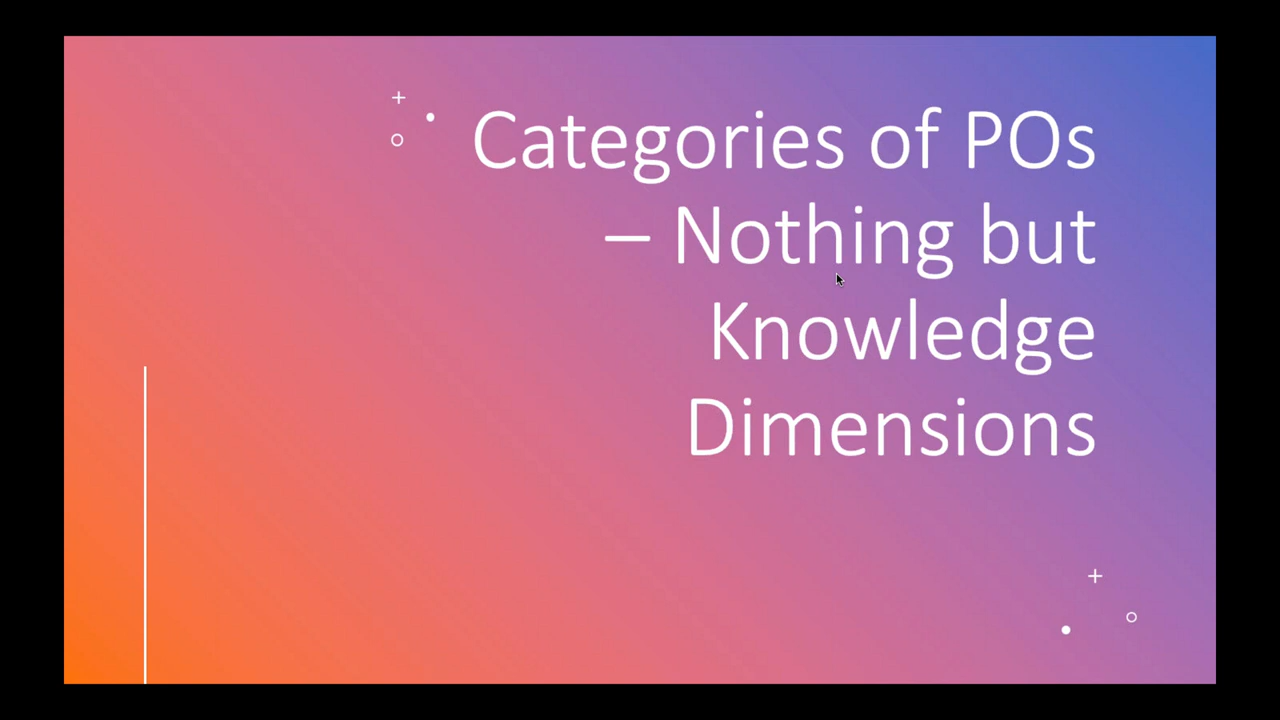 Categories of POs
– Nothing but
Knowledge
Dimensions